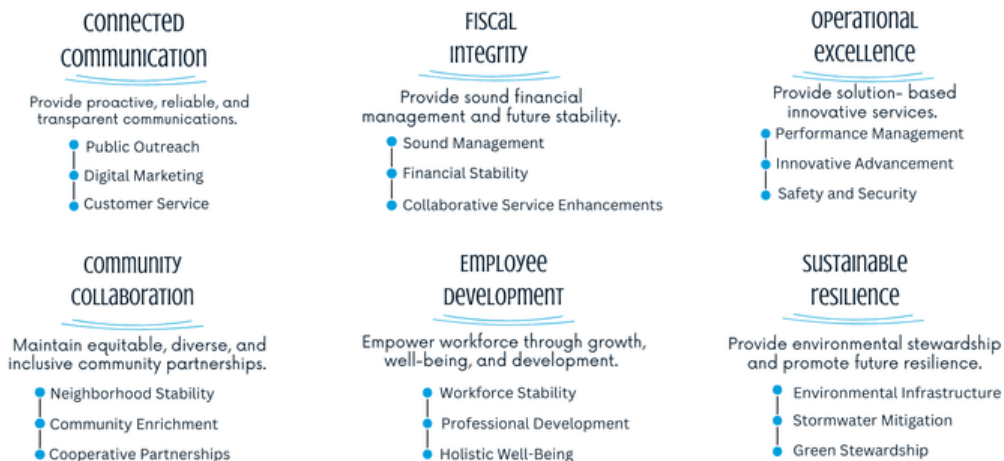 CONNECTED
COMMUNICATION
Provide proactive, reliable, and
transparent communications.
Public Outreach
Digital Marketing
Customer Service
FISCAL
INTEGRITY
Provide sound financial
management and future stability.
Sound Management
Financial Stability
Collaborative Service Enhancements
OPERATIONAL
EXCELLENCE
Provide solution- based
innovative services.
Performance Management
Innovative Advancement
Safety and Security
COMMUNITY
COLLABORATION
Maintain equitable, diverse, and
inclusive community partnerships.
Neighborhood Stability
Community Enrichment
Cooperative Partnerships
EMPLOYEE
DEVELOPMENT
Empower workforce through growth,
well-being, and development.
Workforce Stability
Professional Development
Holistic Well-Being
SUSTAINABLE
RESILIENCE
Provide environmental stewardship
and promote future resilience.
Environmental Infrastructure
Stormwater Mitigation
Green Stewardship